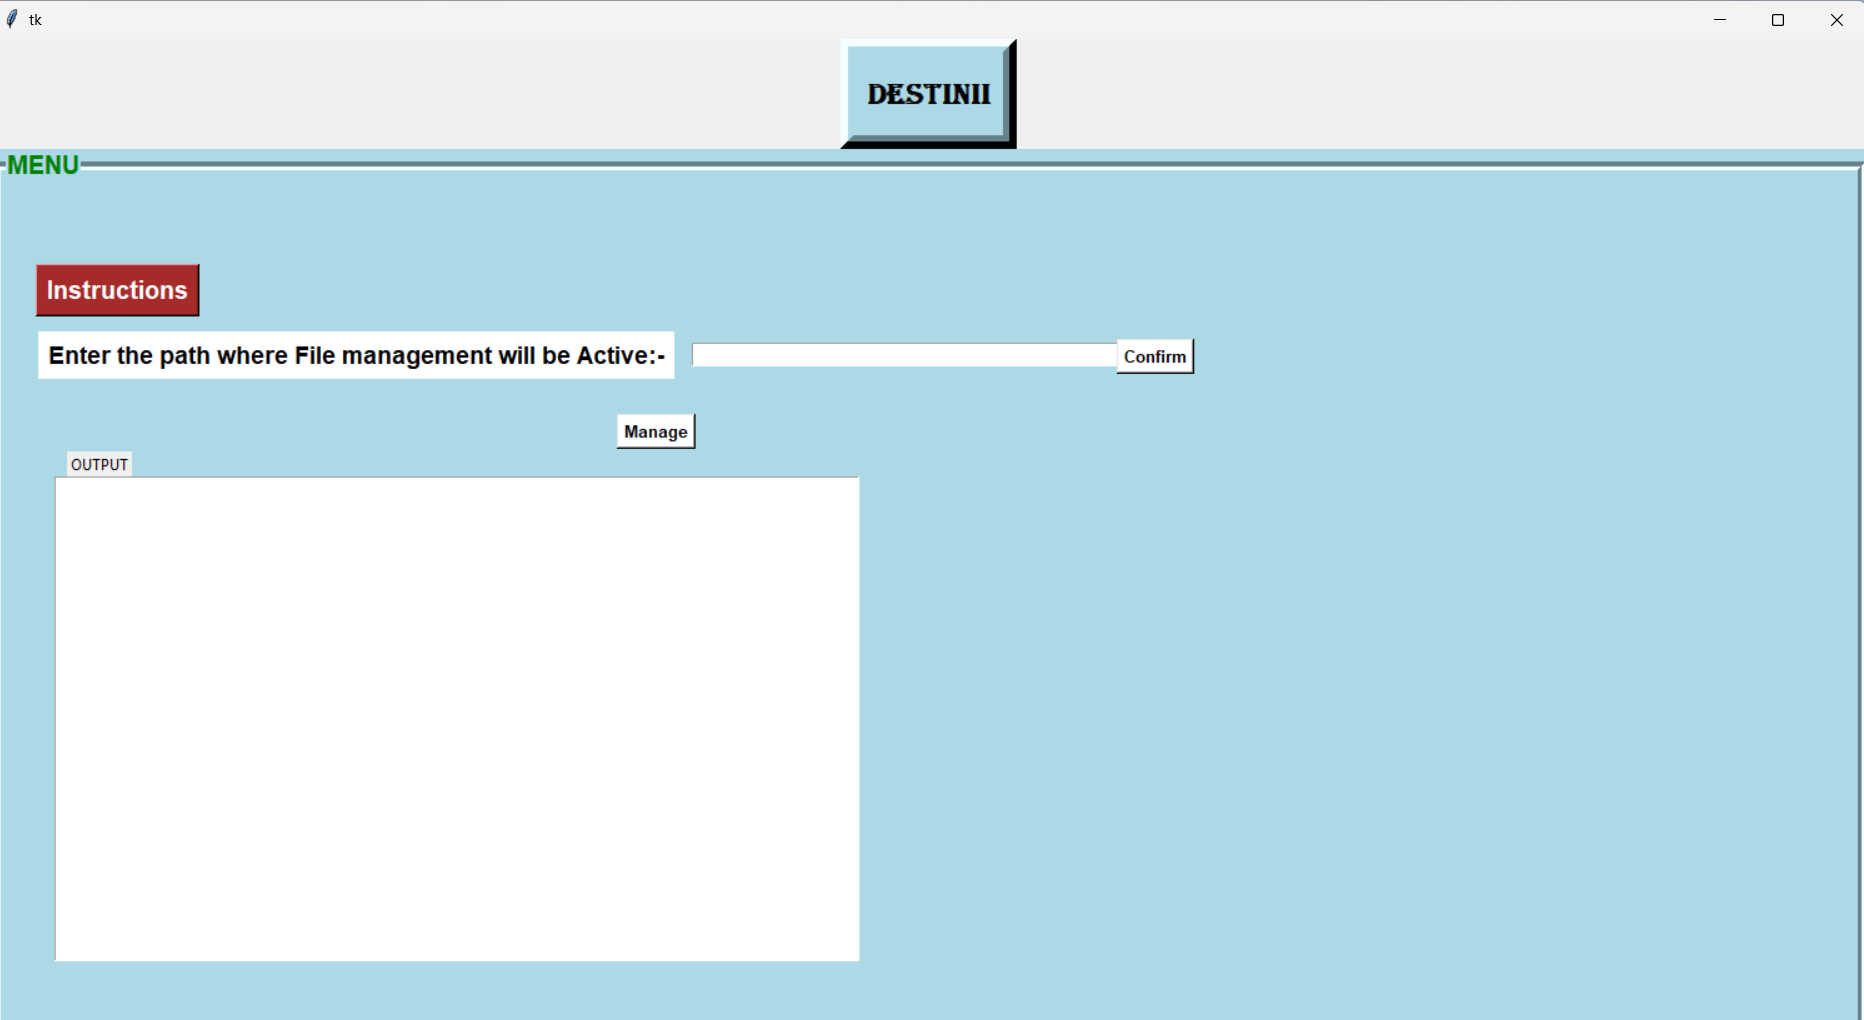 tk
DESTINII
MENU
Instructions
Enter the path where File management will be Active:-
Confirm
Manage
OUTPUT